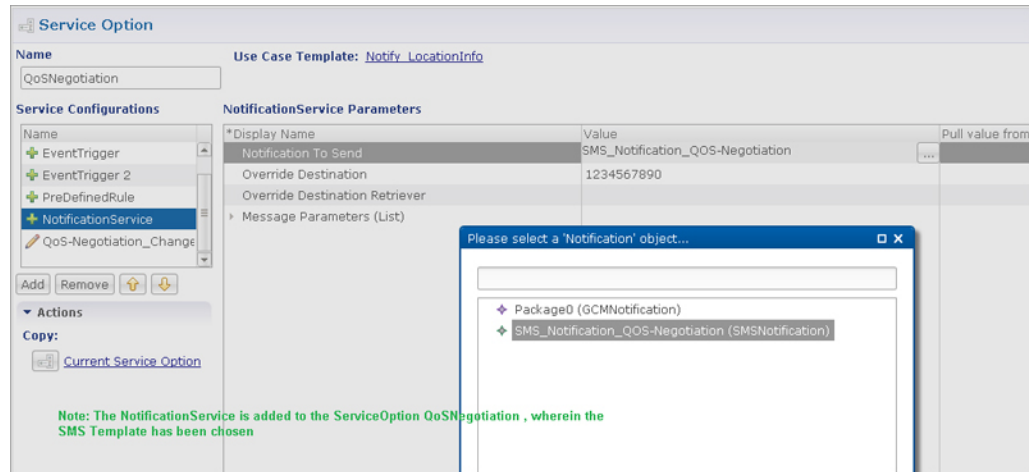 Service Option
Name
Use Case Template: Notify_LocationInfo
QoSNegotiation
Service Configurations
NotificationService Parameters
Name
*Display Name
Value
Pull value from
EventTrigger
Notification To Send
SMS_Notification_QOS-Negotiation
...
EventTrigger 2
Override Destination
1234567890
PreDefinedRule
Override Destination Retriever
NotificationService
Message Parameters (List)
QoS-Negotiation_Change
Please select a 'Notification' object...
Add
Remove
Package0 (GCMNotification)
SMS_Notification_QOS-Negotiation (SMSNotification)
Actions
Copy:
Current Service Option
Note: The NotificationService is added to the ServiceOption QoSNegotiation , wherein the
SMS Template has been chosen